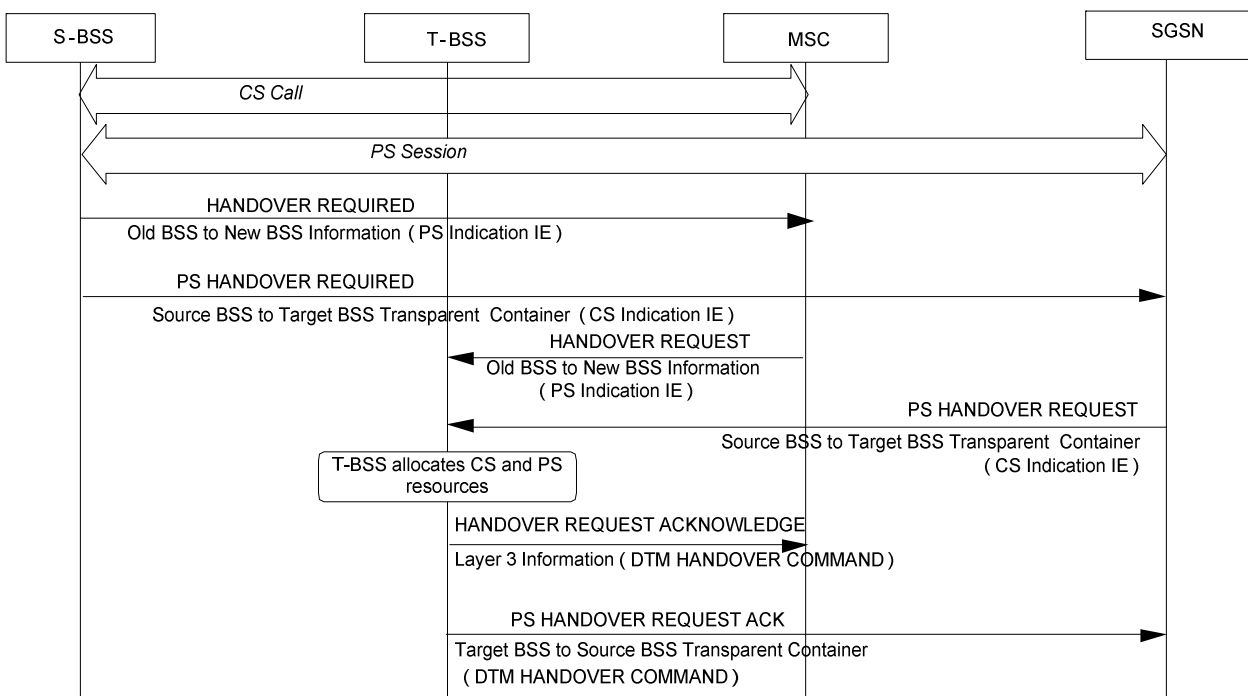 S-BSS
T-BSS
MSC
SGSN
CS Call
PS Session
HANDOVER REQUIRED
Old BSS to New BSS Information ( PS Indication IE )
PS HANDOVER REQUIRED
Source BSS to Target BSS Transparent Container ( CS Indication IE )
HANDOVER REQUEST
Old BSS to New BSS Information
( PS Indication IE )
PS HANDOVER REQUEST
Source BSS to Target BSS Transparent Container
( CS Indication IE )
T-BSS allocates CS and PS
resources
HANDOVER REQUEST ACKNOWLEDGE
Layer 3 Information ( DTM HANDOVER COMMAND )
PS HANDOVER REQUEST ACK
Target BSS to Source BSS Transparent Container
( DTM HANDOVER COMMAND )